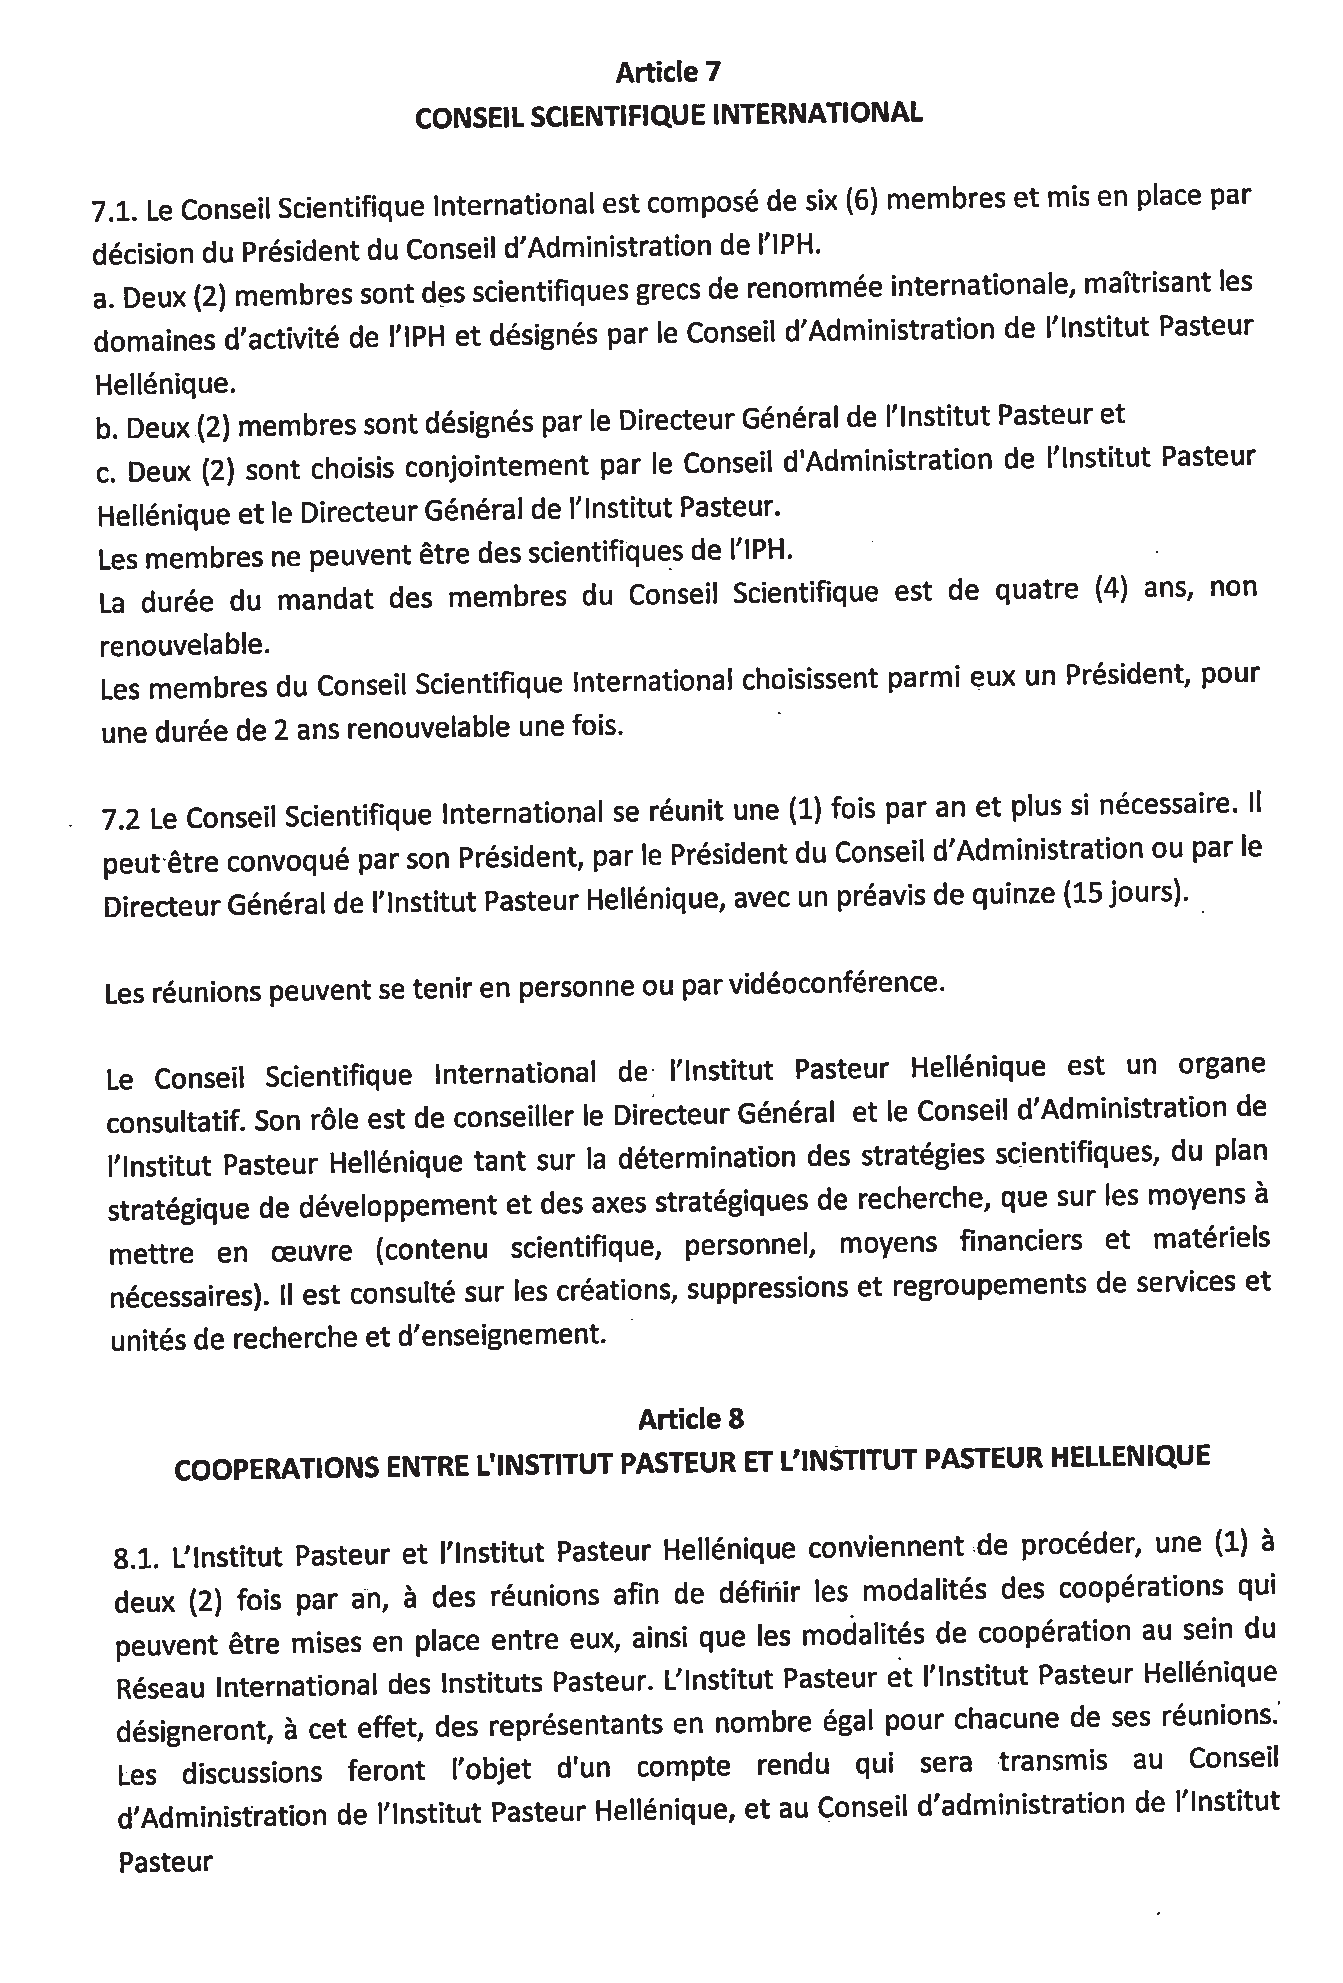 Article 7
CONSEIL SCIENTIFIQUE INTERNATIONAL
7.1. Le Conseil Scientifique International est composé de six (6) membres et mis en place par
décision du Président du Conseil d'Administration de l'IPH.
a. Deux (2) membres sont des scientifiques grecs de renommée internationale, maîtrisant les
domaines d'activité de l'IPH et désignés par le Conseil d'Administration de l'Institut Pasteur
Hellénique.
b. Deux (2) membres sont désignés par le Directeur Général de l'Institut Pasteur et
c. Deux (2) sont choisis conjointement par le Conseil d'Administration de l'Institut Pasteur
Hellénique et le Directeur Général de l'Institut Pasteur.
Les membres ne peuvent être des scientifiques de l'IPH.
La durée du mandat des membres du Conseil Scientifique est de quatre (4) ans, non
renouvelable.
Les membres du Conseil Scientifique International choisissent parmi eux un Président, pour
une durée de 2 ans renouvelable une fois.
7.2 Le Conseil Scientifique International se réunit une (1) fois par an et plus si nécessaire. Il
peut être convoqué par son Président, par le Président du Conseil d'Administration ou par le
Directeur Général de l'Institut Pasteur Hellénique, avec un préavis de quinze (15 jours).
Les réunions peuvent se tenir en personne ou par vidéoconférence.
Le Conseil Scientifique International de l'Institut Pasteur Hellénique est un organe
consultatif. Son rôle est de conseiller le Directeur Général et le Conseil d'Administration de
l'Institut Pasteur Hellénique tant sur la détermination des stratégies scientifiques, du plan
stratégique de développement et des axes stratégiques de recherche, que sur les moyens à
mettre en œuvre (contenu scientifique, personnel, moyens financiers et matériels
nécessaires). Il est consulté sur les créations, suppressions et regroupements de services et
unités de recherche et d'enseignement.
Article 8
COOPERATIONS ENTRE L'INSTITUT PASTEUR ET L'INSTITUT PASTEUR HELLENIQUE
8.1. L'Institut Pasteur et l'Institut Pasteur Hellénique conviennent de procéder, une (1) à
deux (2) fois par an, à des réunions afin de définir les modalités des coopérations qui
peuvent être mises en place entre eux, ainsi que les modalités de coopération au sein du
Réseau International des Instituts Pasteur. L'Institut Pasteur et l'Institut Pasteur Hellénique
désigneront, à cet effet, des représentants en nombre égal pour chacune de ses réunions.
Les discussions feront l'objet d'un compte rendu qui sera transmis au Conseil
d'Administration de l'Institut Pasteur Hellénique, et au Conseil d'administration de l'Institut
Pasteur